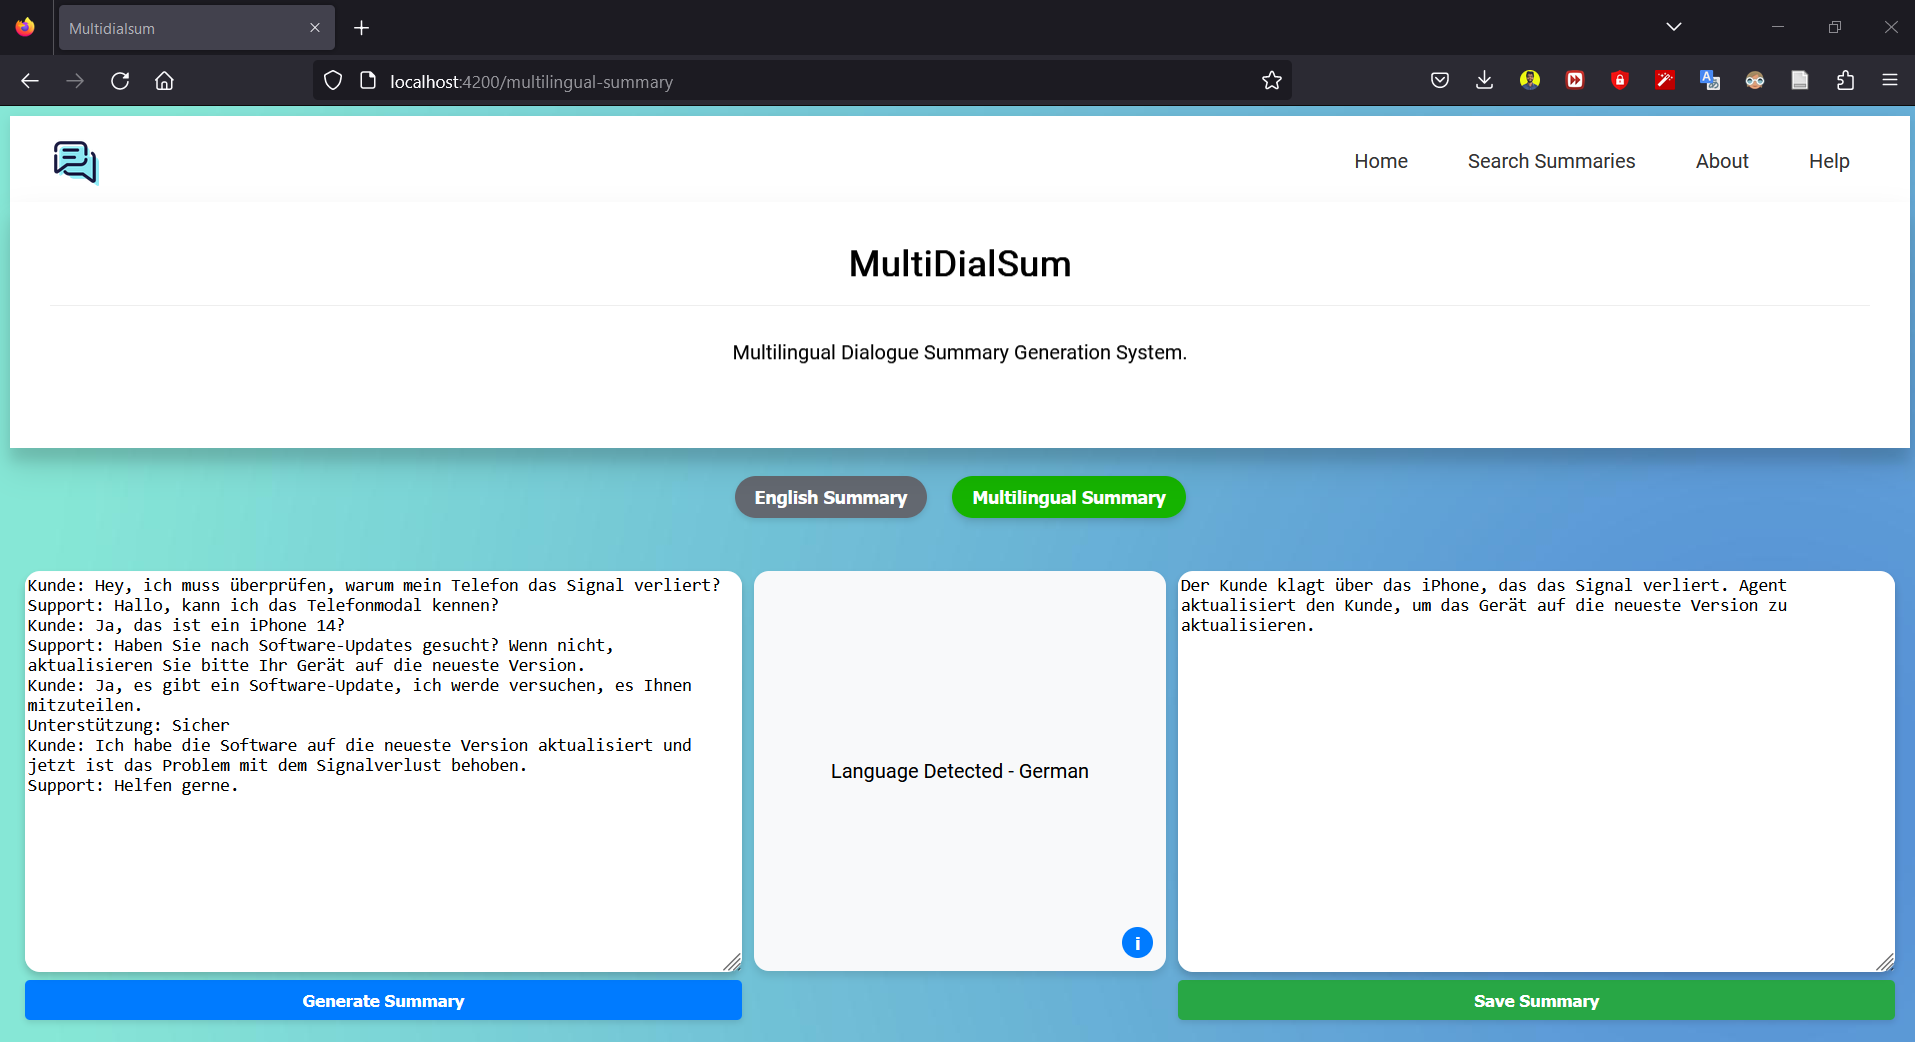 Multidialsum
localhost:4200/multilingual-summary
Home Search Summaries About Help
MultiDialSum
Multilingual Dialogue Summary Generation System.
English Summary Multilingual Summary
Kunde: Hey, ich muss überprüfen, warum mein Telefon das Signal verliert?
Support: Hallo, kann ich das Telefonmodal kennen?
Kunde: Ja, das ist ein iPhone 14?
Support: Haben Sie nach Software-Updates gesucht? Wenn nicht,
aktualisieren Sie bitte Ihr Gerät auf die neueste Version.
Kunde: Ja, es gibt ein Software-Update, ich werde versuchen, es Ihnen
mitzuteilen.
Unterstützung: Sicher
Kunde: Ich habe die Software auf die neueste Version aktualisiert und
jetzt ist das Problem mit dem Signalverlust behoben.
Support: Helfen gerne.
Generate Summary
Language Detected - German
i
Der Kunde klagt über das iPhone, das das Signal verliert. Agent
aktualisiert den Kunde, um das Gerät auf die neueste Version zu
aktualisieren.
Save Summary